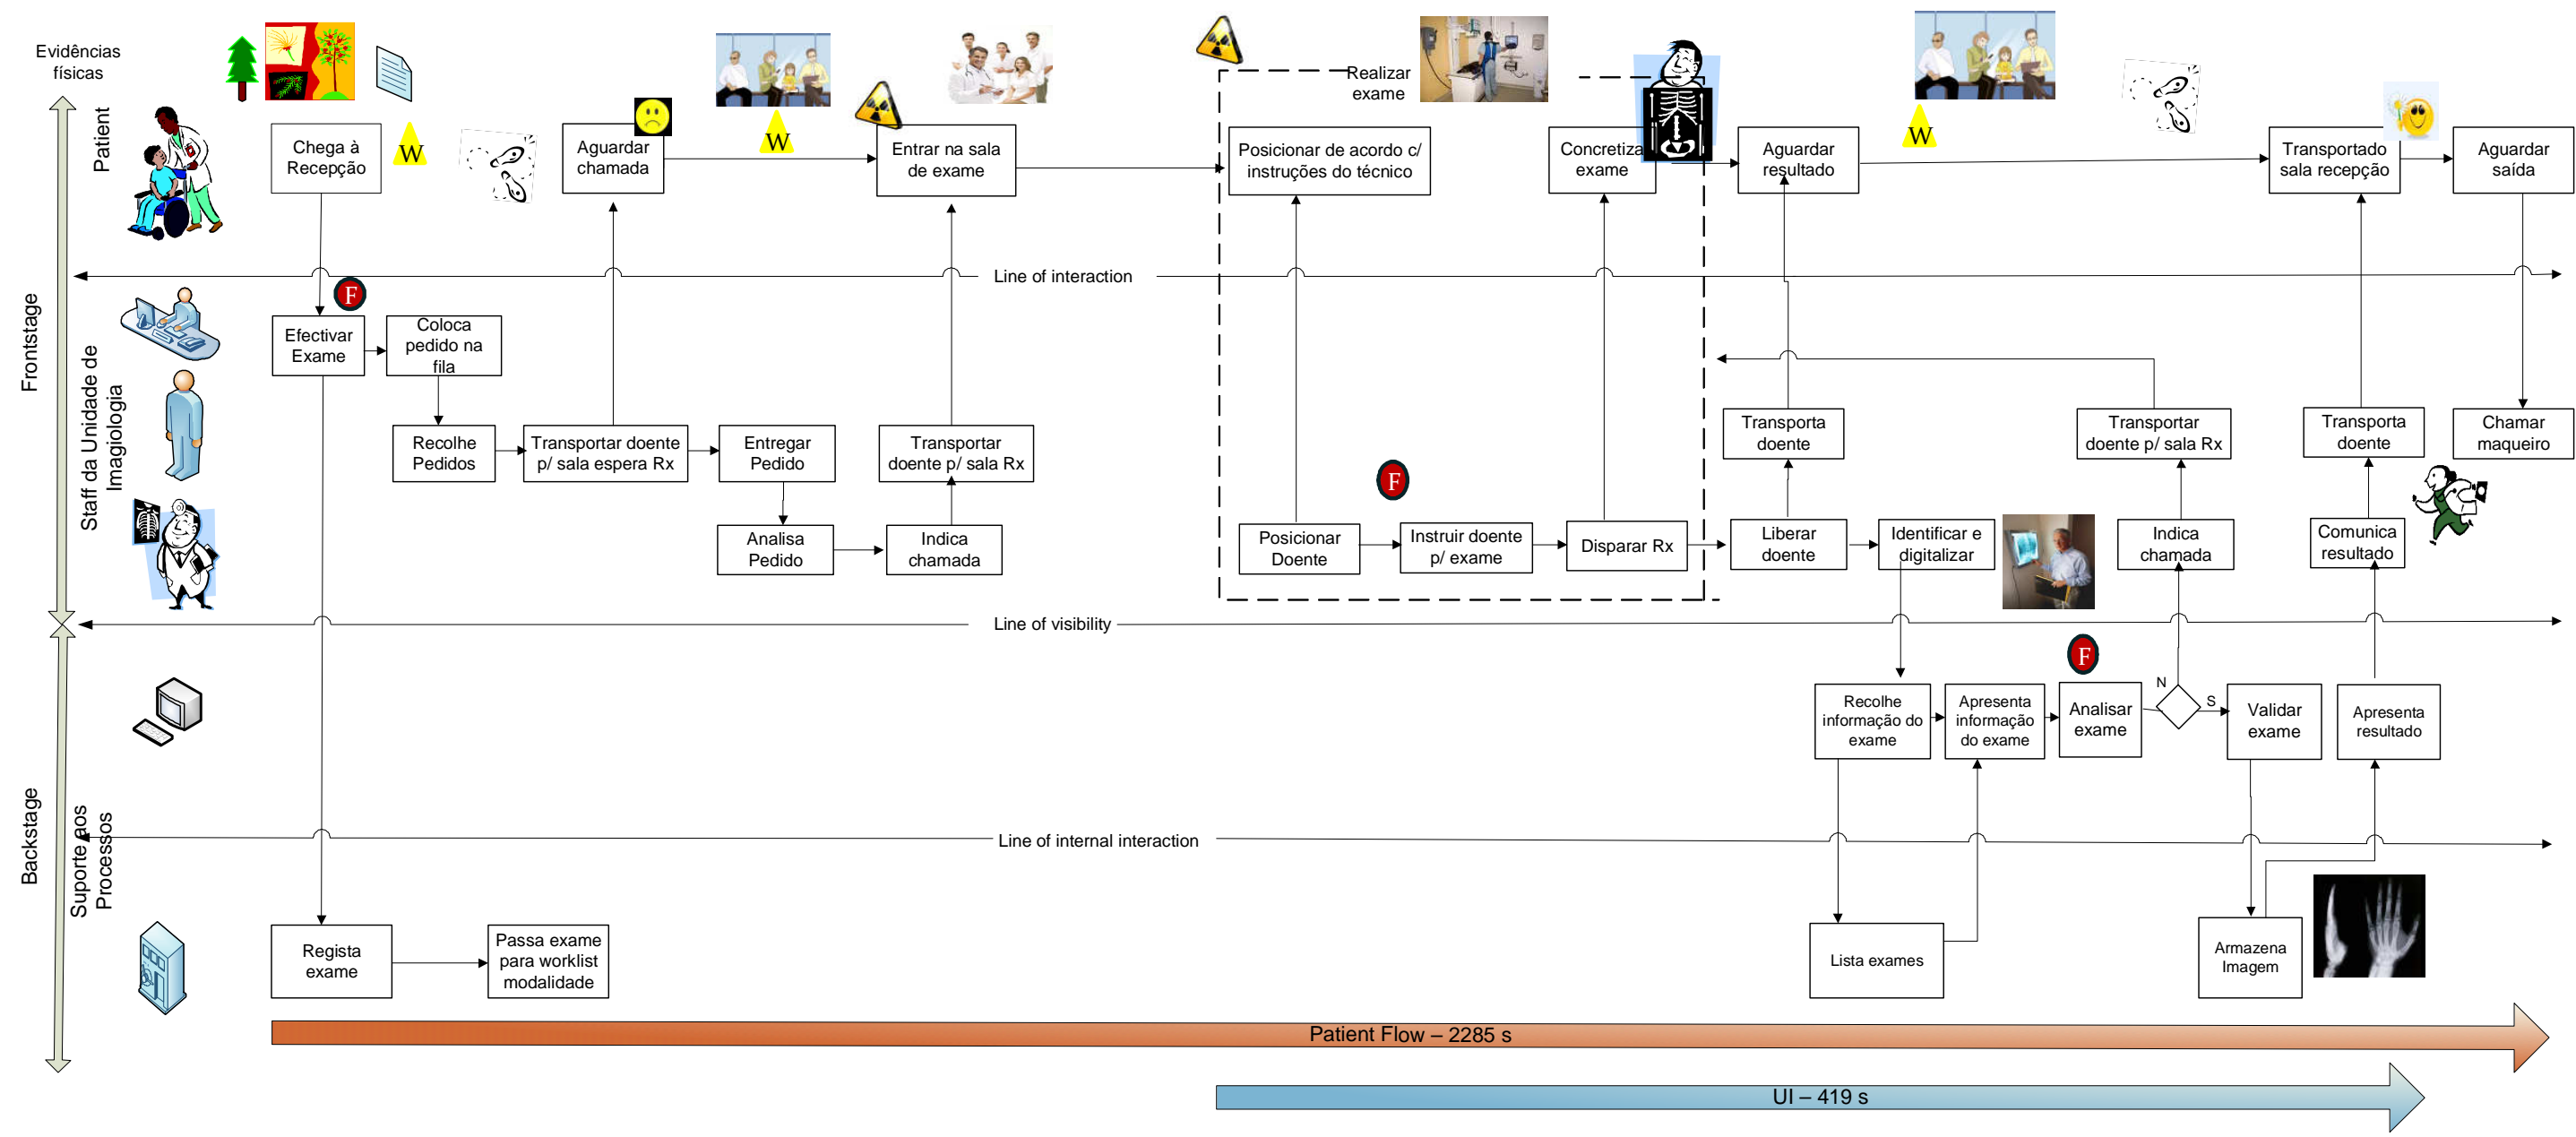 Evidências
físicas
Patient
Frontstage
Staff da Unidade de
Imagiologia
Backstage
Suporte aos
Processos
Chega à
Recepção
W
Aguardar
chamada
W
Entrar na sala
de exame
Realizar
exame
Posicionar de acordo c/
instruções do técnico
Concretiza
exame
Aguardar
resultado
W
Transportado
sala recepção
Aguardar
saída
Line of interaction
F
Efectivar
Exame
Coloca
pedido na
fila
Recolhe
Pedidos
Transportar doente
p/ sala espera Rx
Entregar
Pedido
Transportar
doente p/ sala Rx
Transporta
doente
Transportar
doente p/ sala Rx
Transporta
doente
Chamar
maqueiro
Analisa
Pedido
Indica
chamada
Posicionar
Doente
F
Instruir doente
p/ exame
Disparar Rx
Liberar
doente
Identificar e
digitalizar
Indica
chamada
Comunica
resultado
Line of visibility
Recolhe
informação do
exame
Apresenta
informação
do exame
F
Analisar
exame
N
S
Validar
exame
Apresenta
resultado
Line of internal interaction
Regista
exame
Passa exame
para worklist
modalidade
Lista exames
Armazena
Imagem
Patient Flow – 2285 s
UI – 419 s